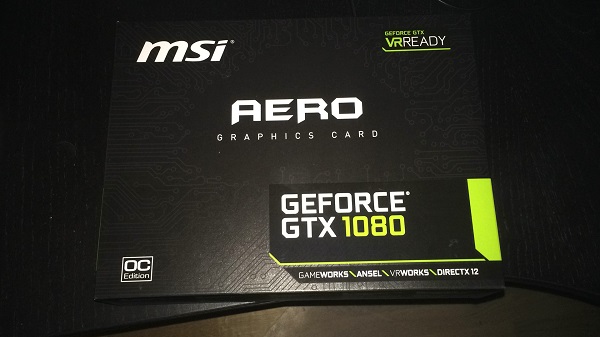 msi
GEFORCE GTX
VRREADY
AERO
GRAPHICS CARD
GEFORCE®
GTX 1080
OC
Edition
GAMEWORKS \ ANSEL \ VRWORKS \ DIRECTX 12